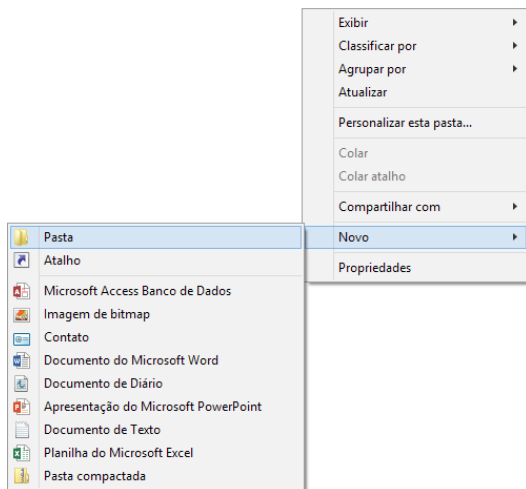 Exibir
Classificar por
Agrupar por
Atualizar
Personalizar esta pasta...
Colar
Colar atalho
Compartilhar com
Novo
Propriedades
Pasta
Atalho
Microsoft Access Banco de Dados
Imagem de bitmap
Contato
Documento do Microsoft Word
Documento de Diário
Apresentação do Microsoft PowerPoint
Documento de Texto
Planilha do Microsoft Excel
Pasta compactada